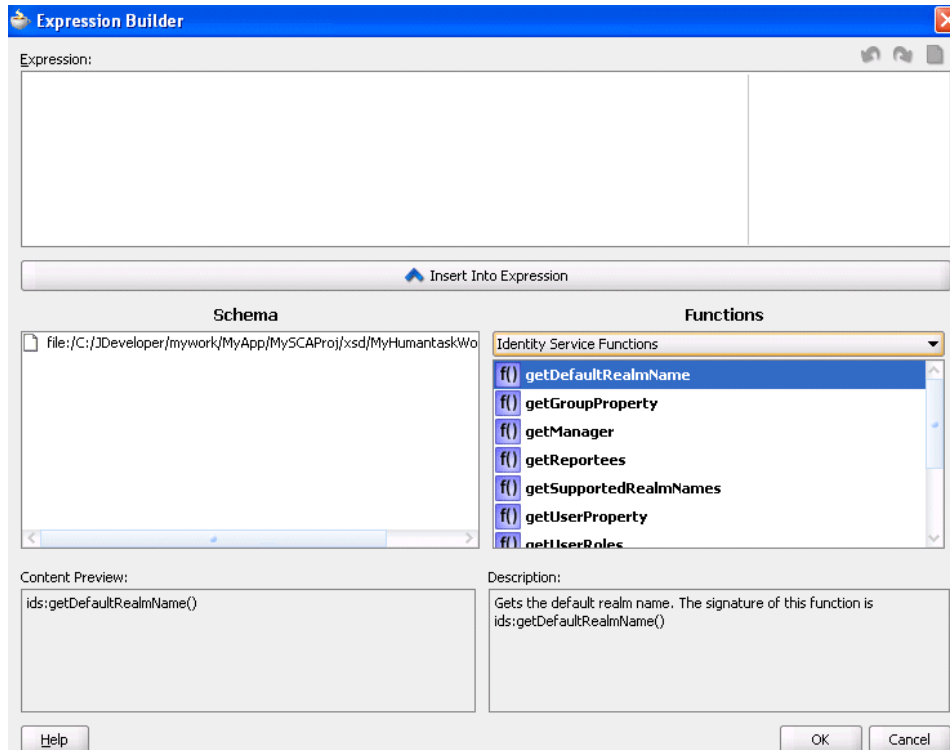 Expression Builder
Expression:
Insert Into Expression
Schema
file:/C:/JDeveloper/mywork/MyApp/MySCAProj/xsd/MyHumantaskWo
Functions
Identity Service Functions
f() getDefaultRealmName
f() getGroupProperty
f() getManager
f() getReportees
f() getSupportedRealmNames
f() getUserProperty
f() getUserRoles
Content Preview:
ids:getDefaultRealmName()
Description:
Gets the default realm name. The signature of this function is
ids:getDefaultRealmName()
Help
OK
Cancel